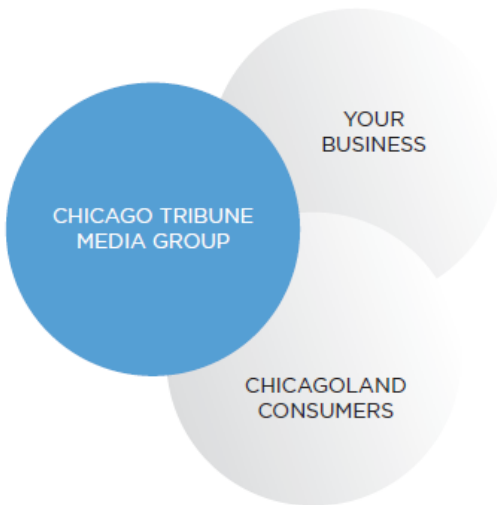 YOUR
BUSINESS
CHICAGO TRIBUNE
MEDIA GROUP
CHICAGOLAND
CONSUMERS